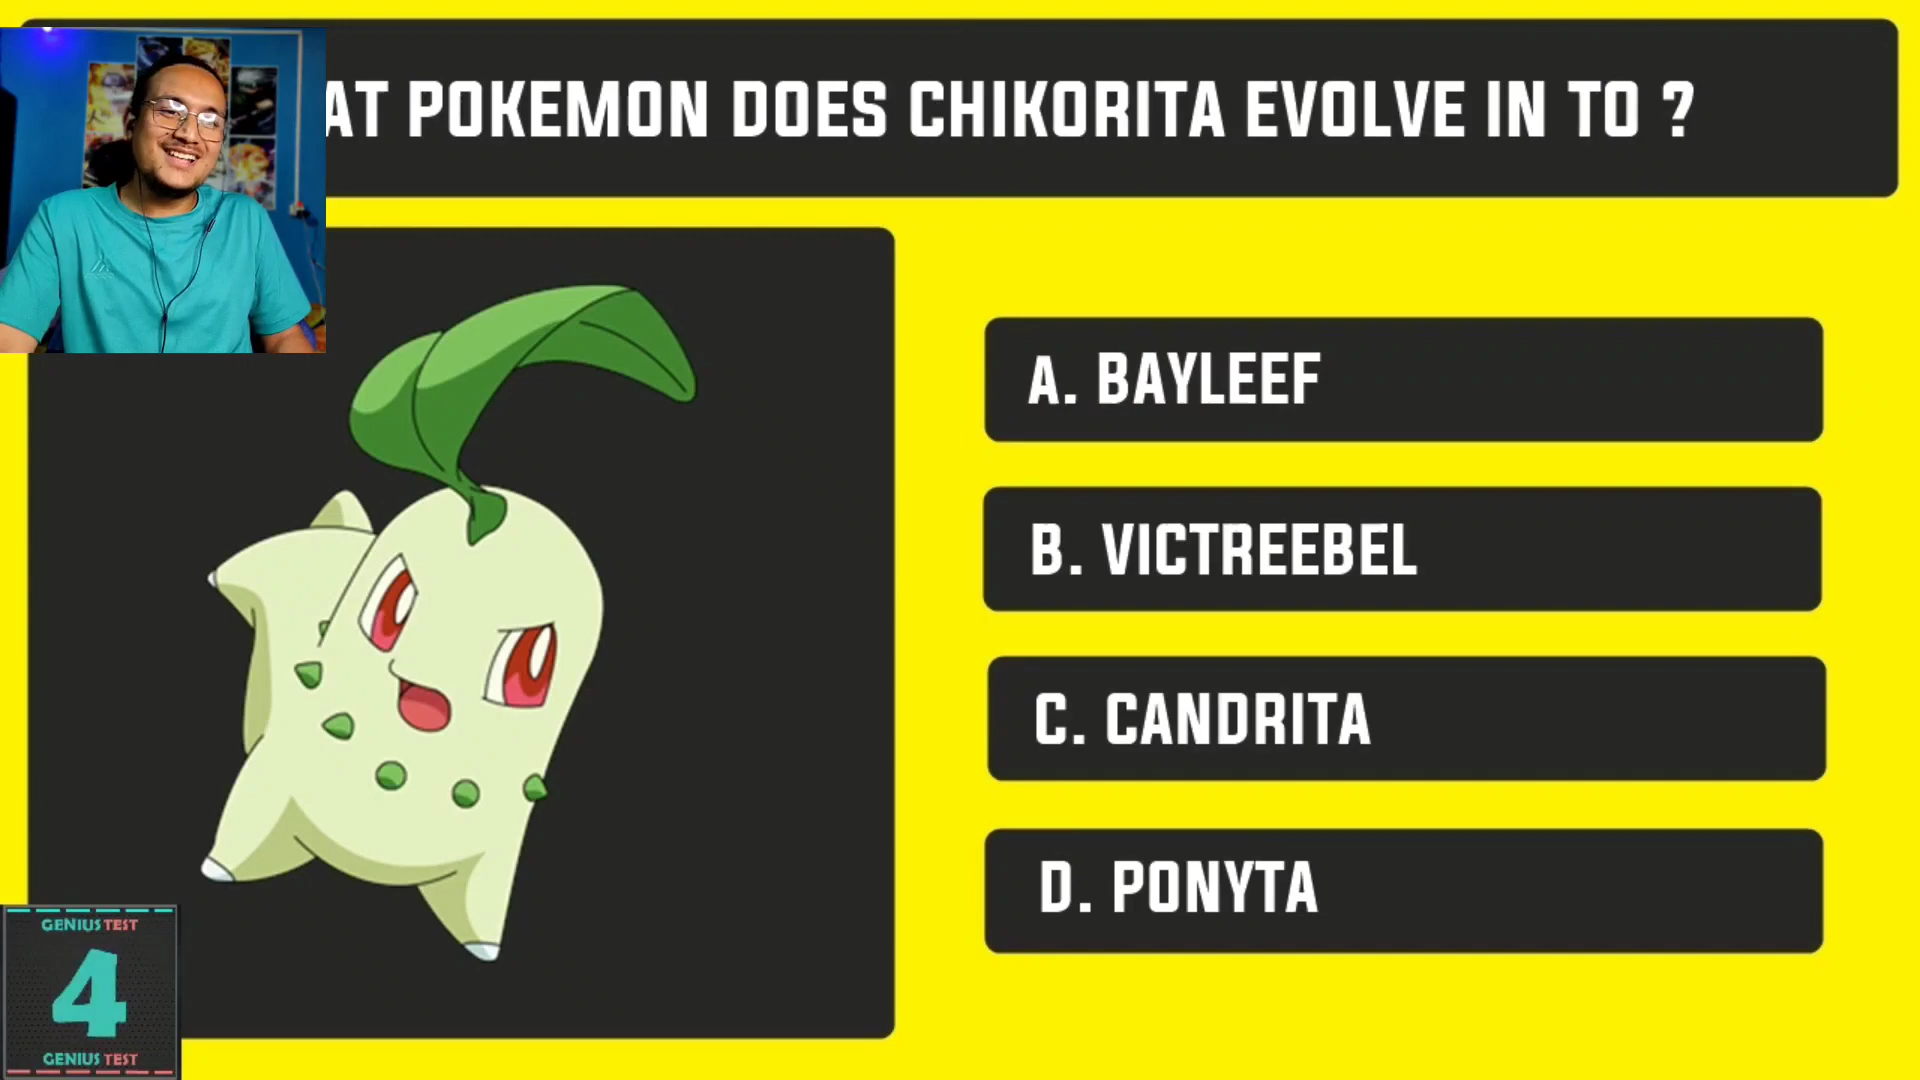 AT POKEMON DOES CHIKORITA EVOLVE IN TO ?
A. BAYLEEF
B. VICTREEBEL
C. CANDRITA
D. PONYTA
GENIUS TEST
4
GENIUS TEST